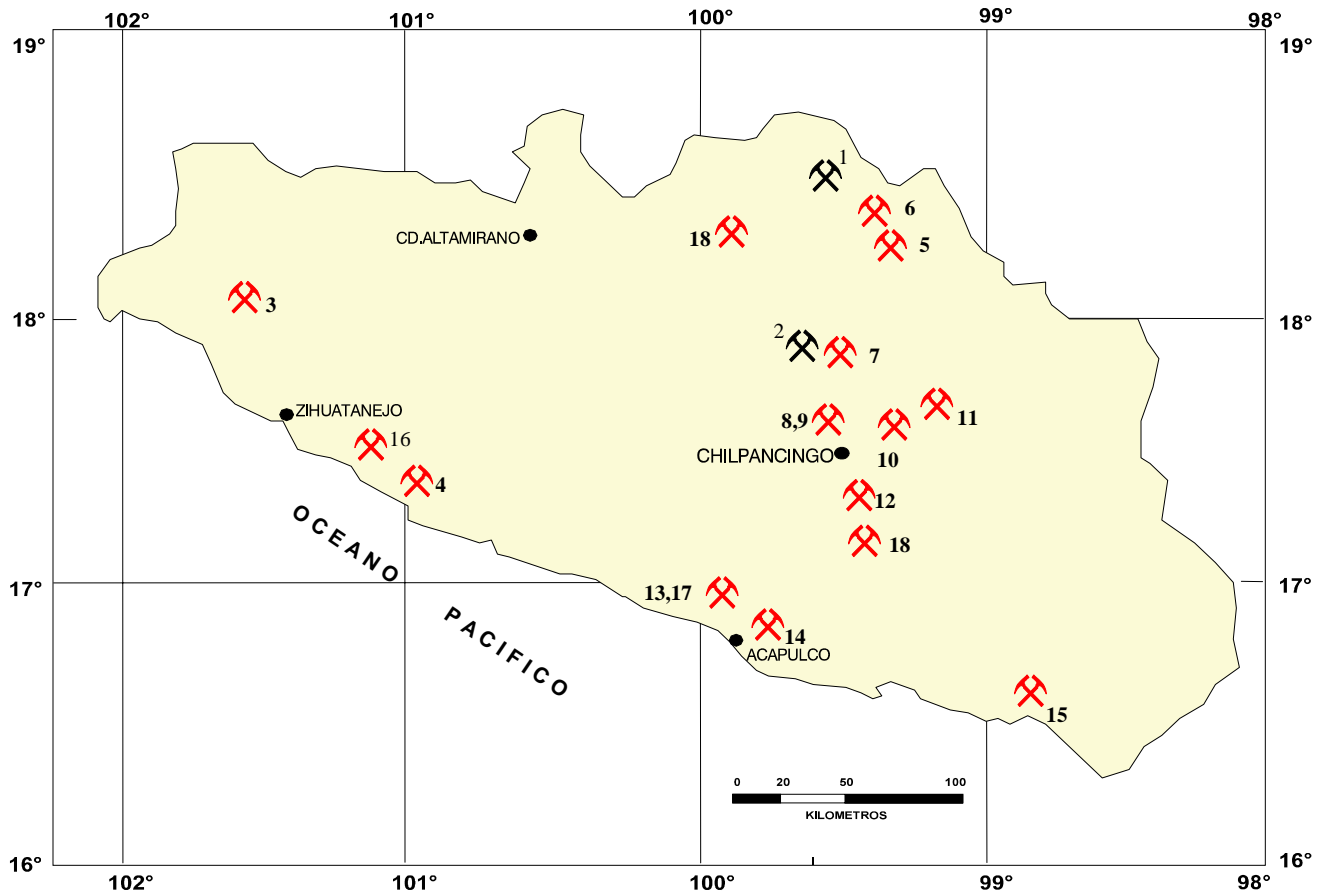 102° 101° 100° 99° 98°
19° 19°
1
6
18 5
CD.ALTAMIRANO
3
18° 18°
2 7
11
ZIHUATANEJO
8,9
16
CHILPANCINGO 10
4
12
OCEANO
18
17° 17°
13,17
PACIFICO
14
ACAPULCO
15
0 20 50 100
KILOMETROS
16° 16°
102° 101° 100° 99° 98°